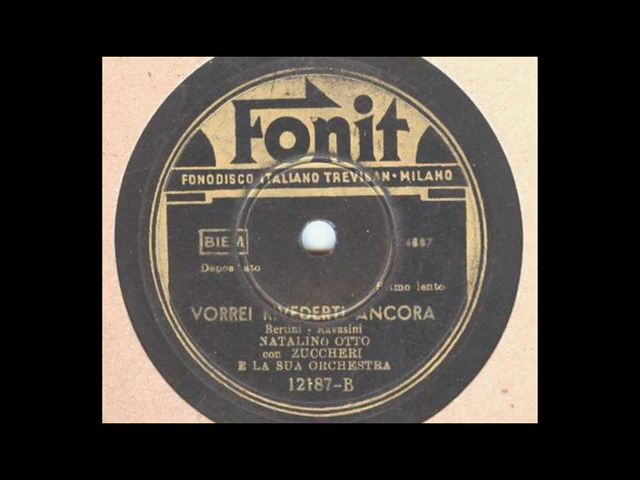 Fonit
FONODISCO ITALIANO TREVISAN • MILANO
BIEM
4887
Depositato
Ritmo lento
VORREI RIVEDERTI ANCORA
Bertini - Ravasini
NATALINO OTTO
con ZUCCHERI
E LA SUA ORCHESTRA
12187-B